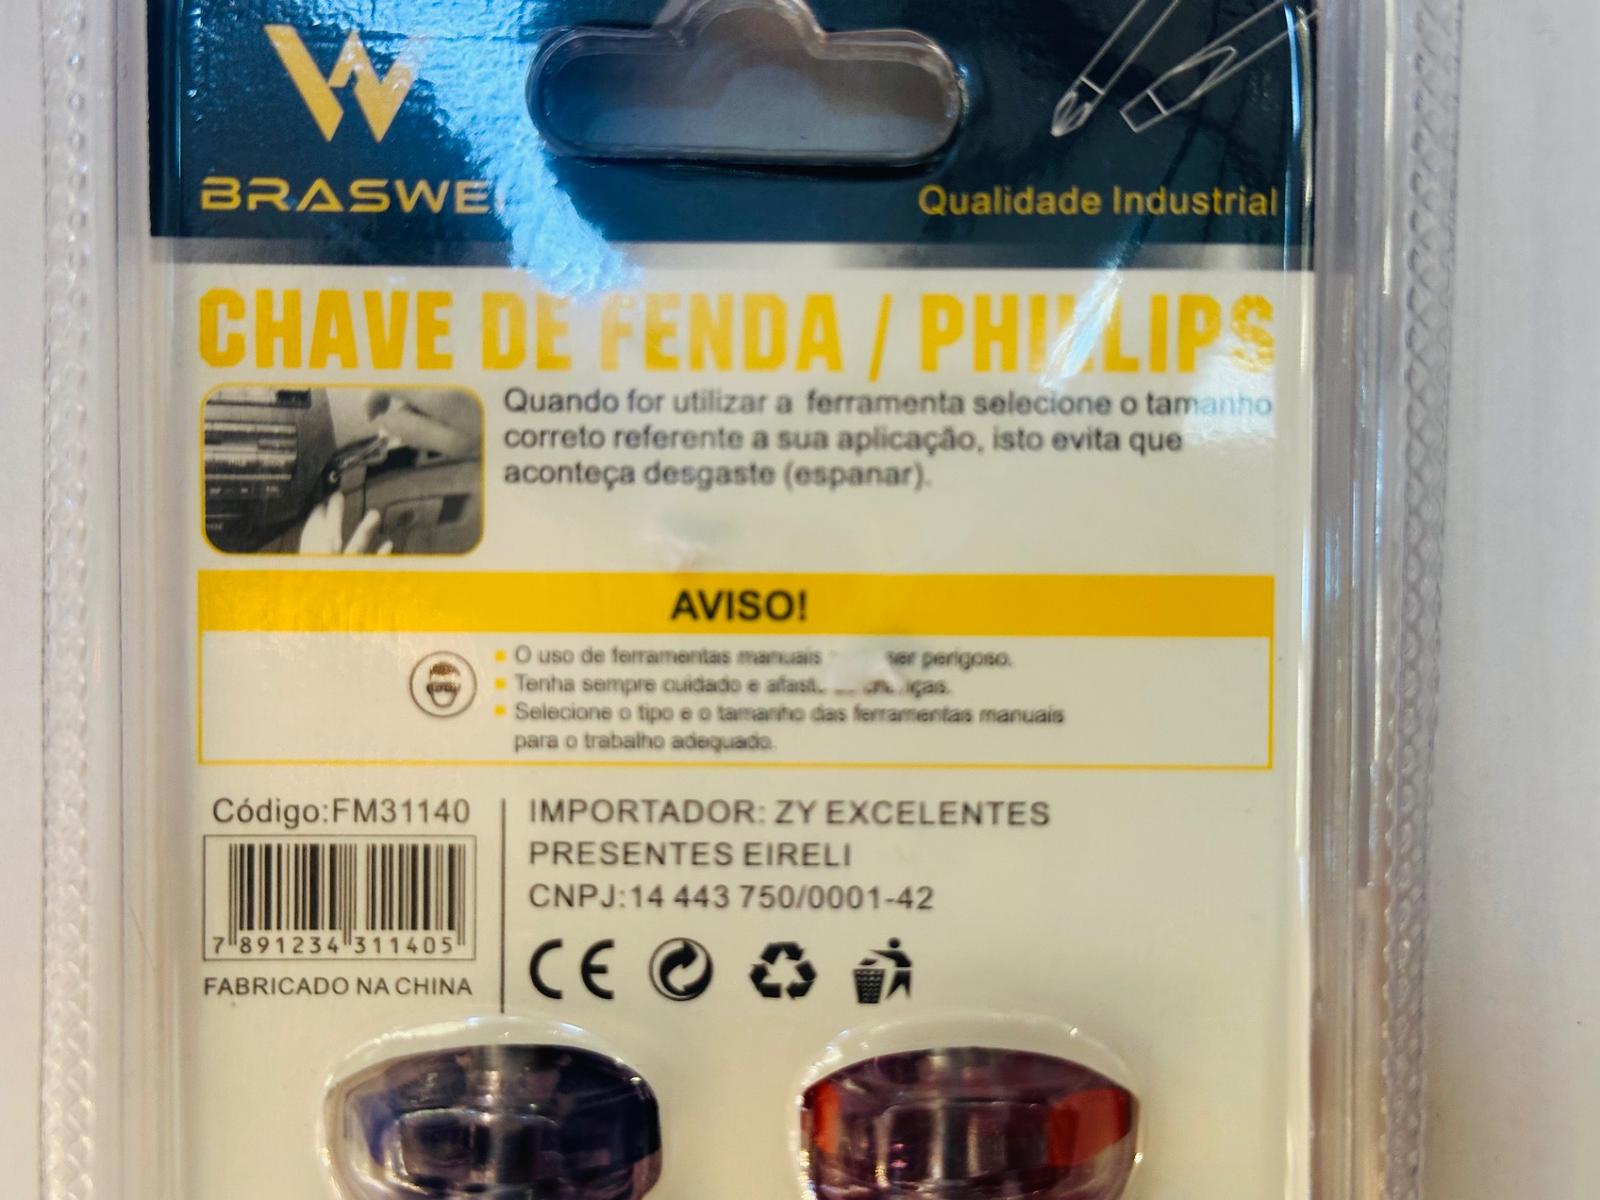 BRASWE
Qualidade Industrial
CHAVE DE FENDA / PHILLIPS
Quando for utilizar a ferramenta selecione o tamanho
correto referente a sua aplicação, isto evita que
aconteça desgaste (espanar).
AVISO!
O uso de ferramentas manuais ser perigoso.
Tenha sempre cuidado e
Selecione o tipo e o tamanho das ferramentas manuais
para o trabalho adequado.
Código:FM31140
7 891234 311405
FABRICADO NA CHINA
IMPORTADOR: ZY EXCELENTES
PRESENTES EIRELI
CNPJ:14 443 750/0001-42
CE